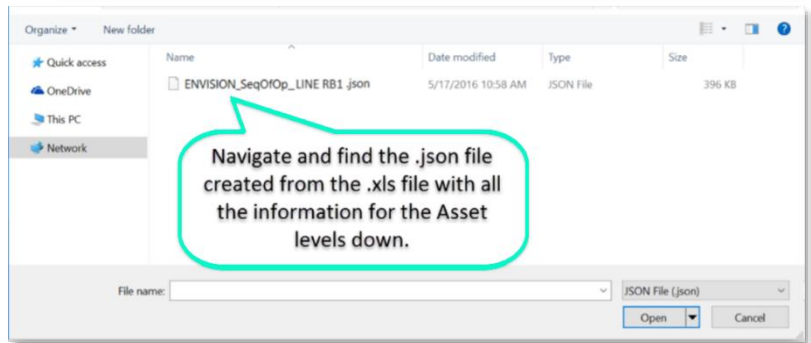 Organize New folder
Name Date modified Type Size
Quick access
ENVISION_SeqOfOp_LINE RB1 .json 5/17/2016 10:58 AM JSON File 396 KB
OneDrive
This PC
Network
Navigate and find the .json file
created from the .xls file with all
the information for the Asset
levels down.
File name: JSON File (.json)
Open Cancel